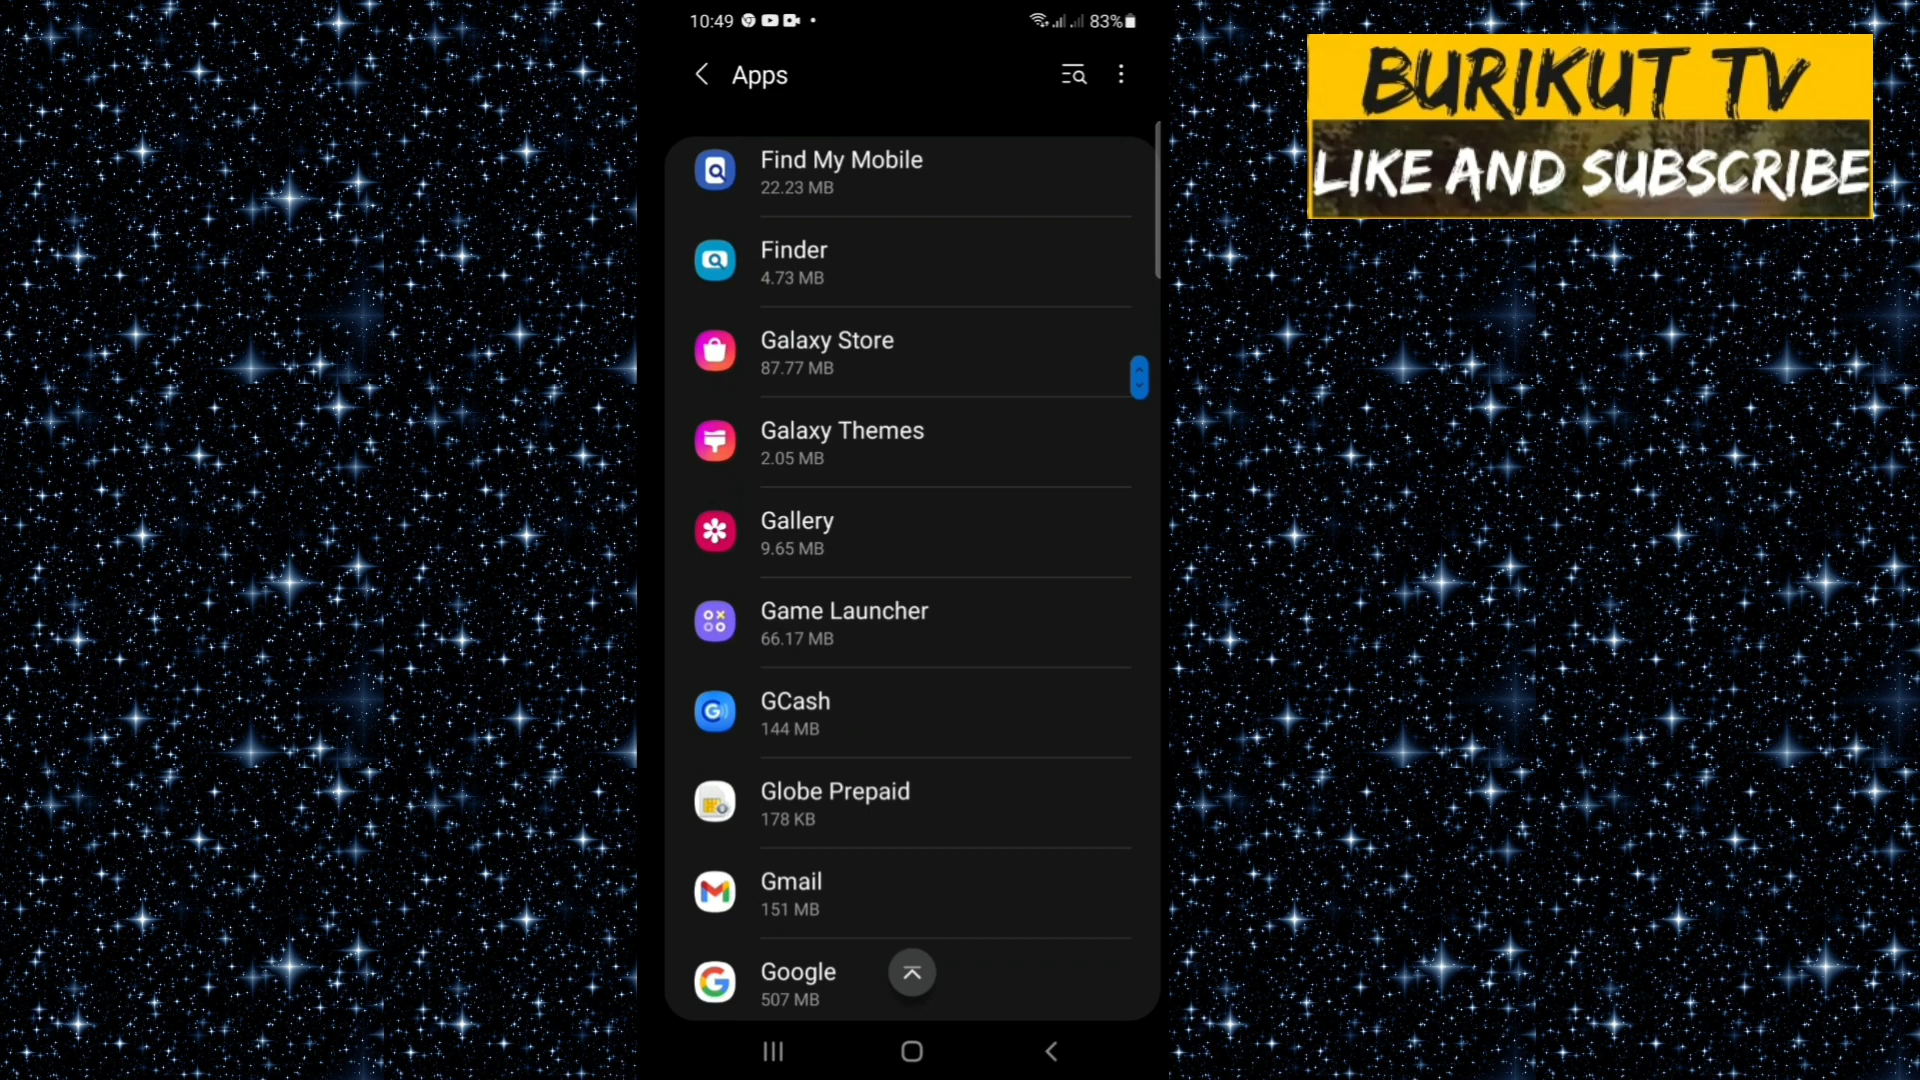 10:49
83%
BURIKUT TV
LIKE AND SUBSCRIBE
Apps
Find My Mobile
22.23 MB
Finder
4.73 MB
Galaxy Store
87.77 MB
Galaxy Themes
2.05 MB
Gallery
9.65 MB
Game Launcher
66.17 MB
GCash
144 MB
Globe Prepaid
178 KB
Gmail
151 MB
Google
507 MB